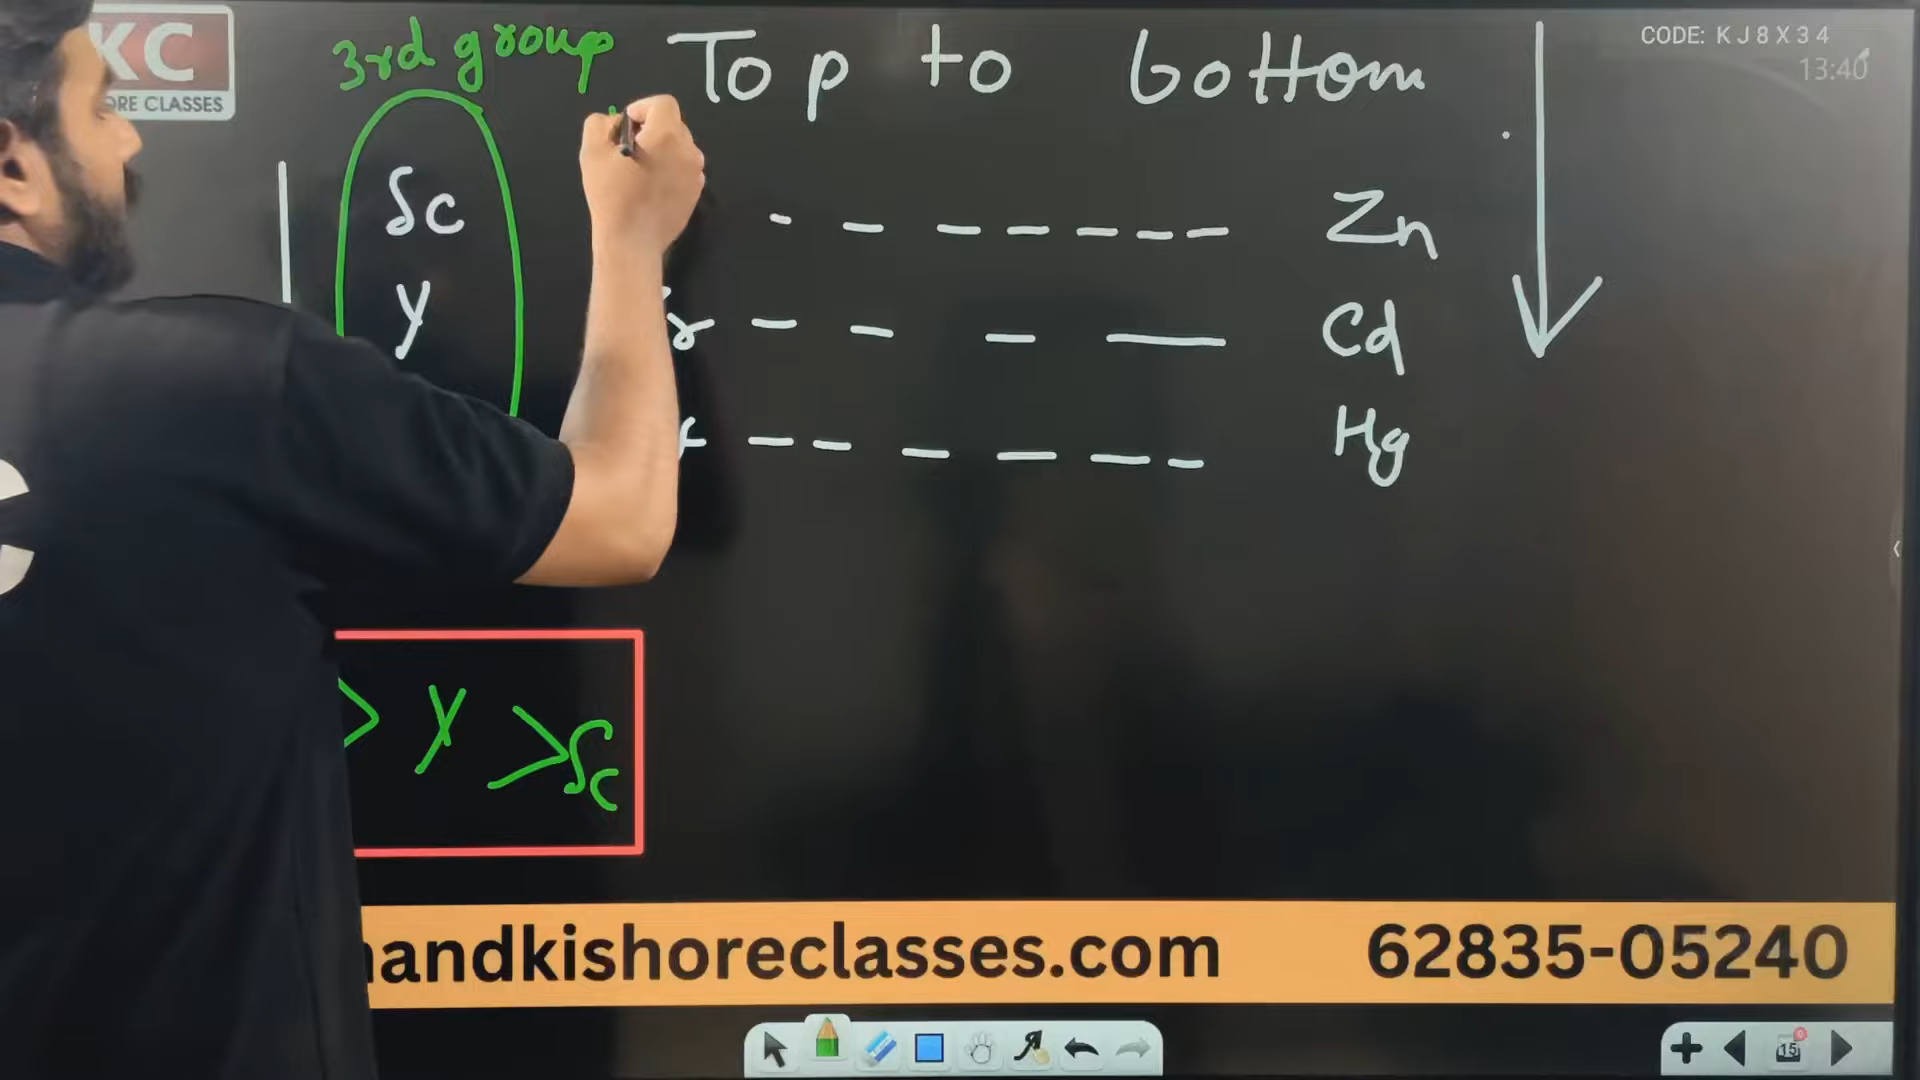 KC
ORE CLASSES
3rd group
Top to bottom
CODE: KJ8X34
13:40
Sc - - - - - - - Zn
Y r - - - - Cd
- - - - - - Hg
> Y > Sc
andkishoreclasses.com 62835-05240
15